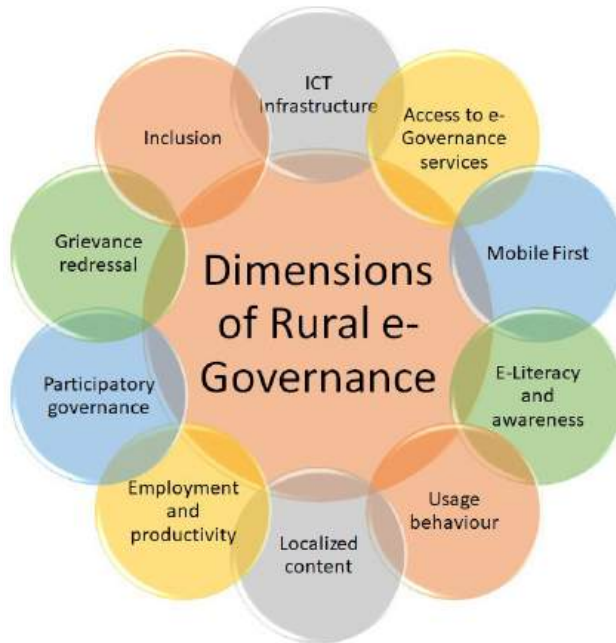 Dimensions
of Rural e-
Governance
ICT
Infrastructure
Access to e-
Governance
services
Mobile First
E-Literacy
and
awareness
Usage
behaviour
Localized
content
Employment
and
productivity
Participatory
governance
Grievance
redressal
Inclusion